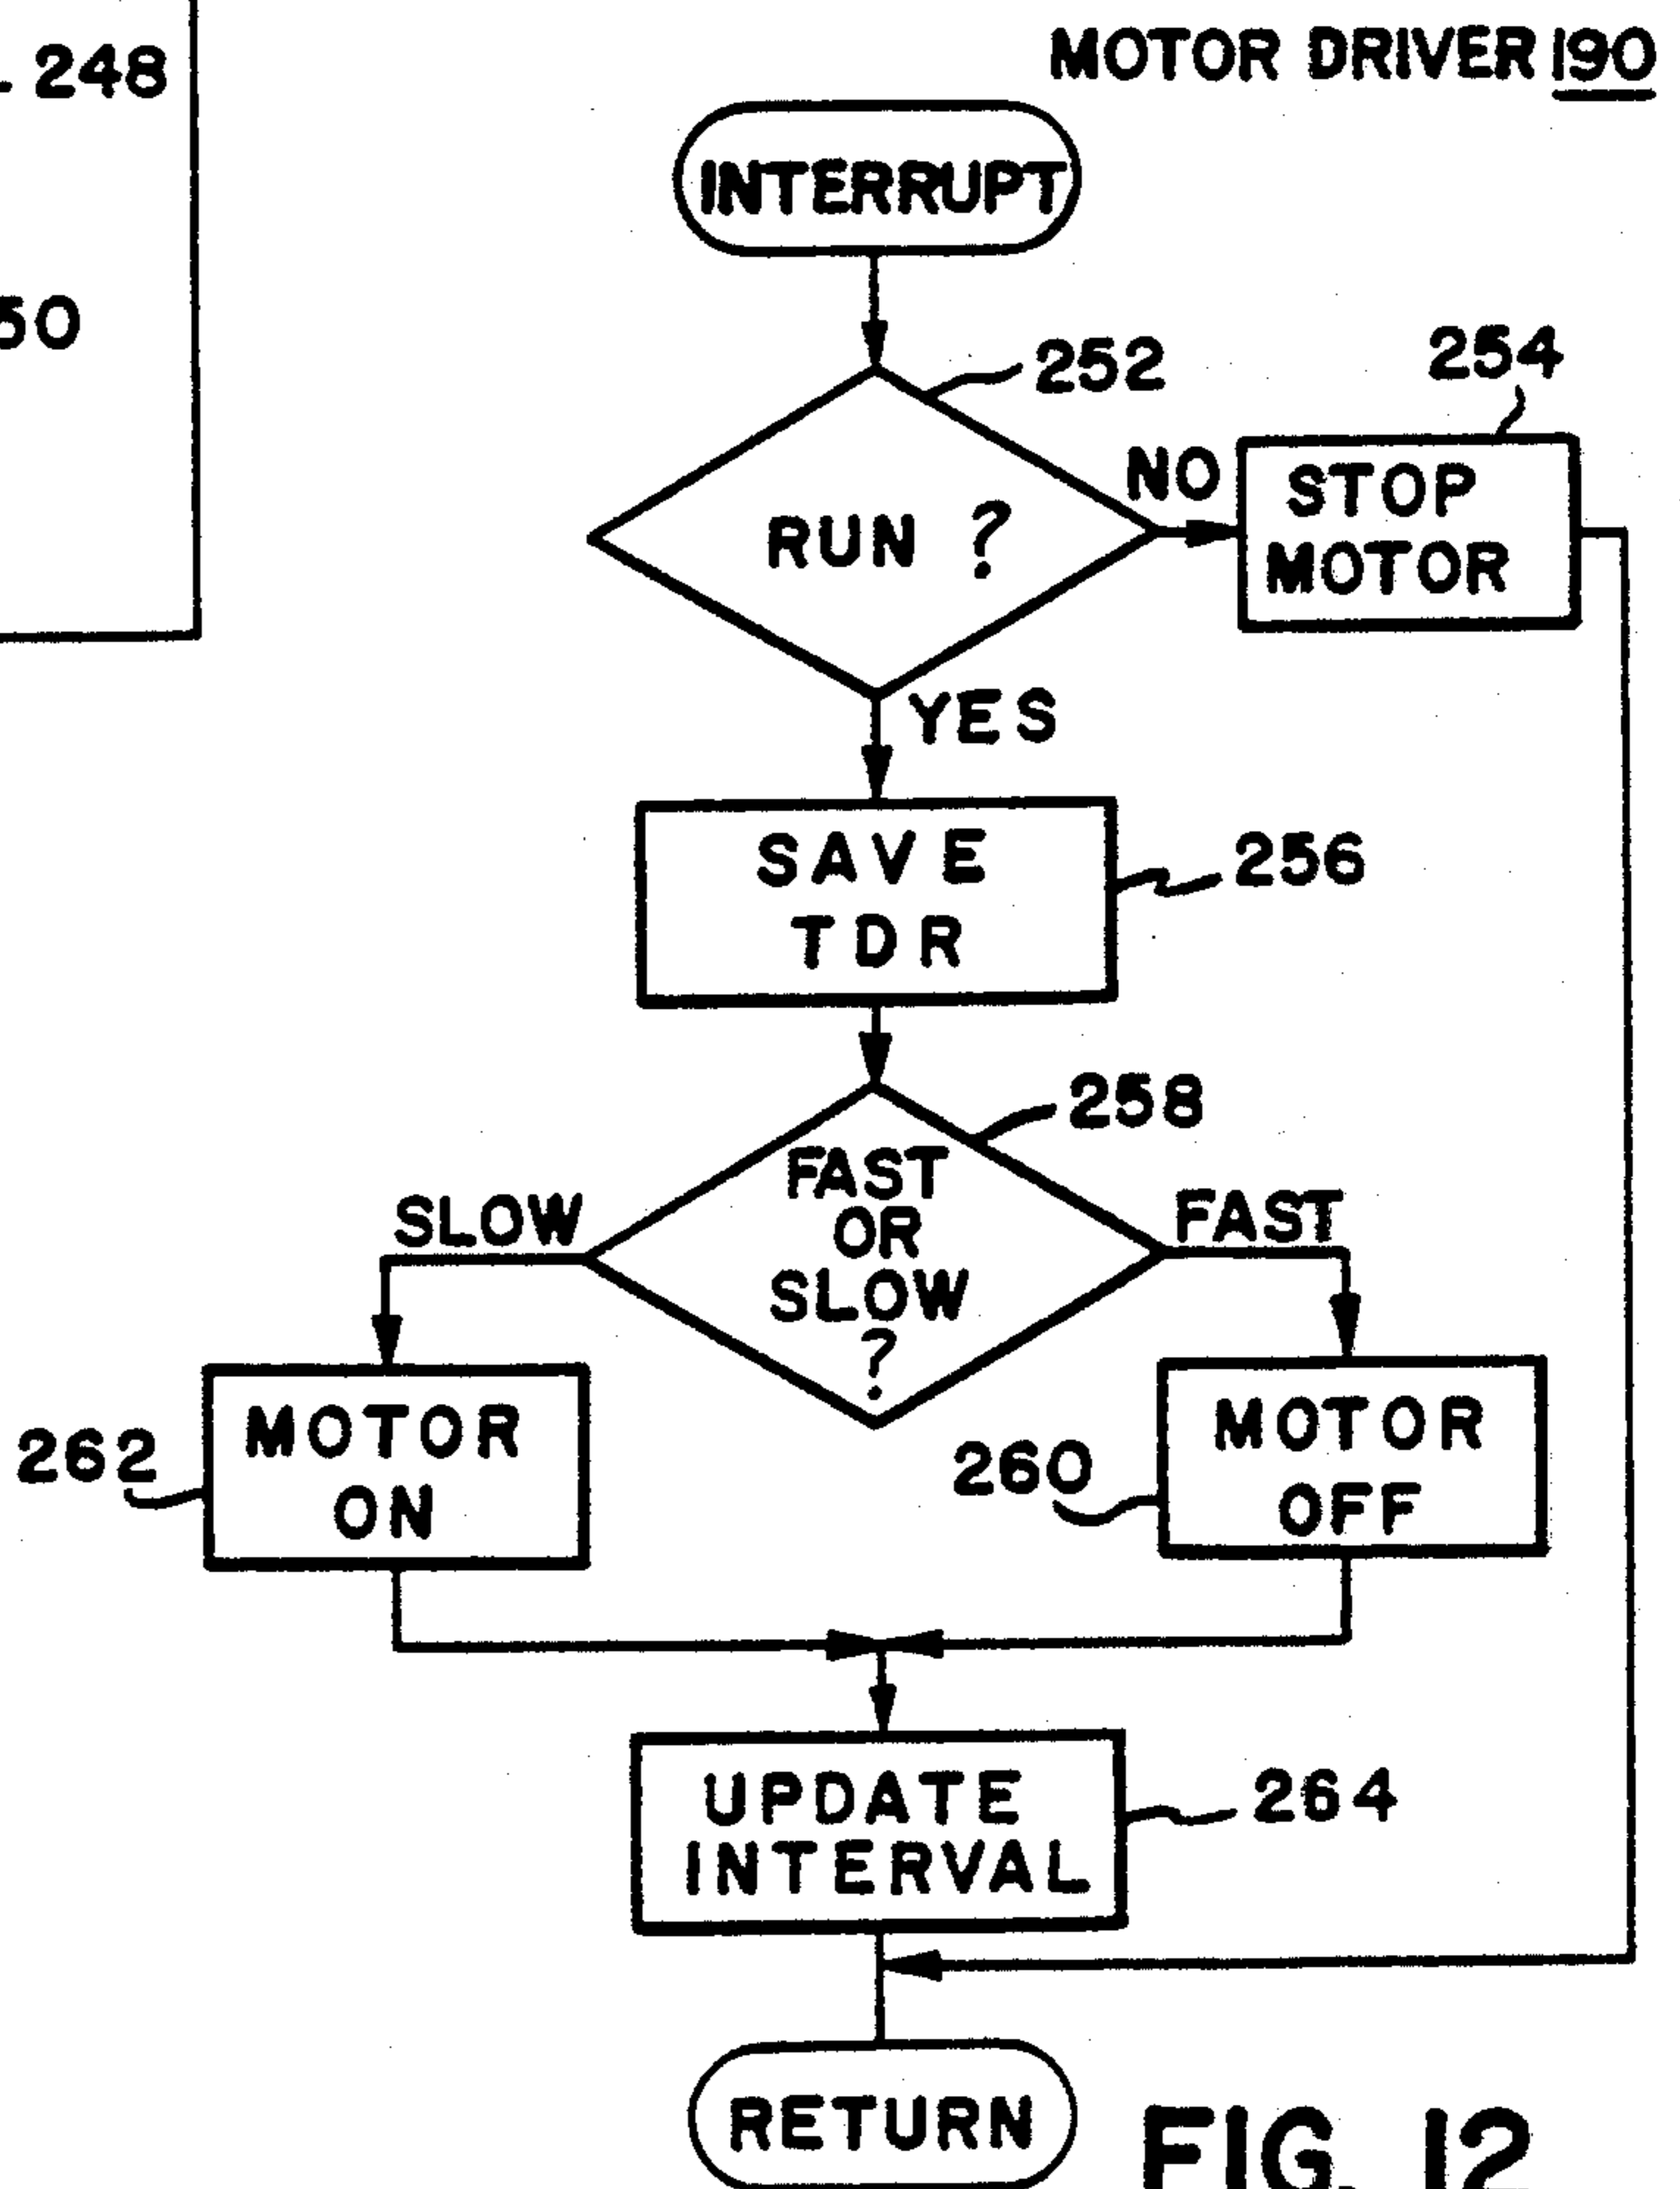 248
50
MOTOR DRIVER 190
INTERRUPT
252
254
RUN ?
NO
STOP
MOTOR
YES
SAVE
TDR
256
258
FAST
OR
SLOW
?
SLOW
FAST
262
MOTOR
ON
260
MOTOR
OFF
UPDATE
INTERVAL
264
RETURN
FIG. 12